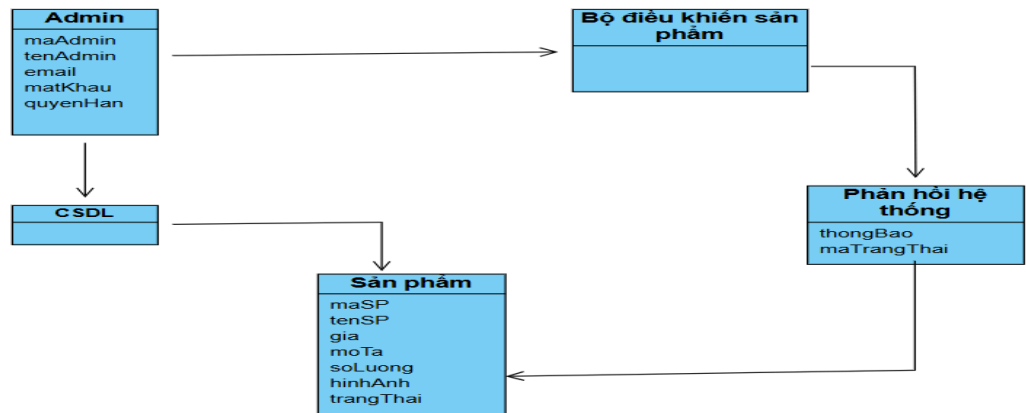 Admin
maAdmin
tenAdmin
email
matKhau
quyenHan
Bộ điều khiển sản
phẩm
CSDL
Phản hồi hệ
thống
thongBao
maTrangThai
Sản phẩm
maSP
tenSP
gia
moTa
soLuong
hinhAnh
trangThai